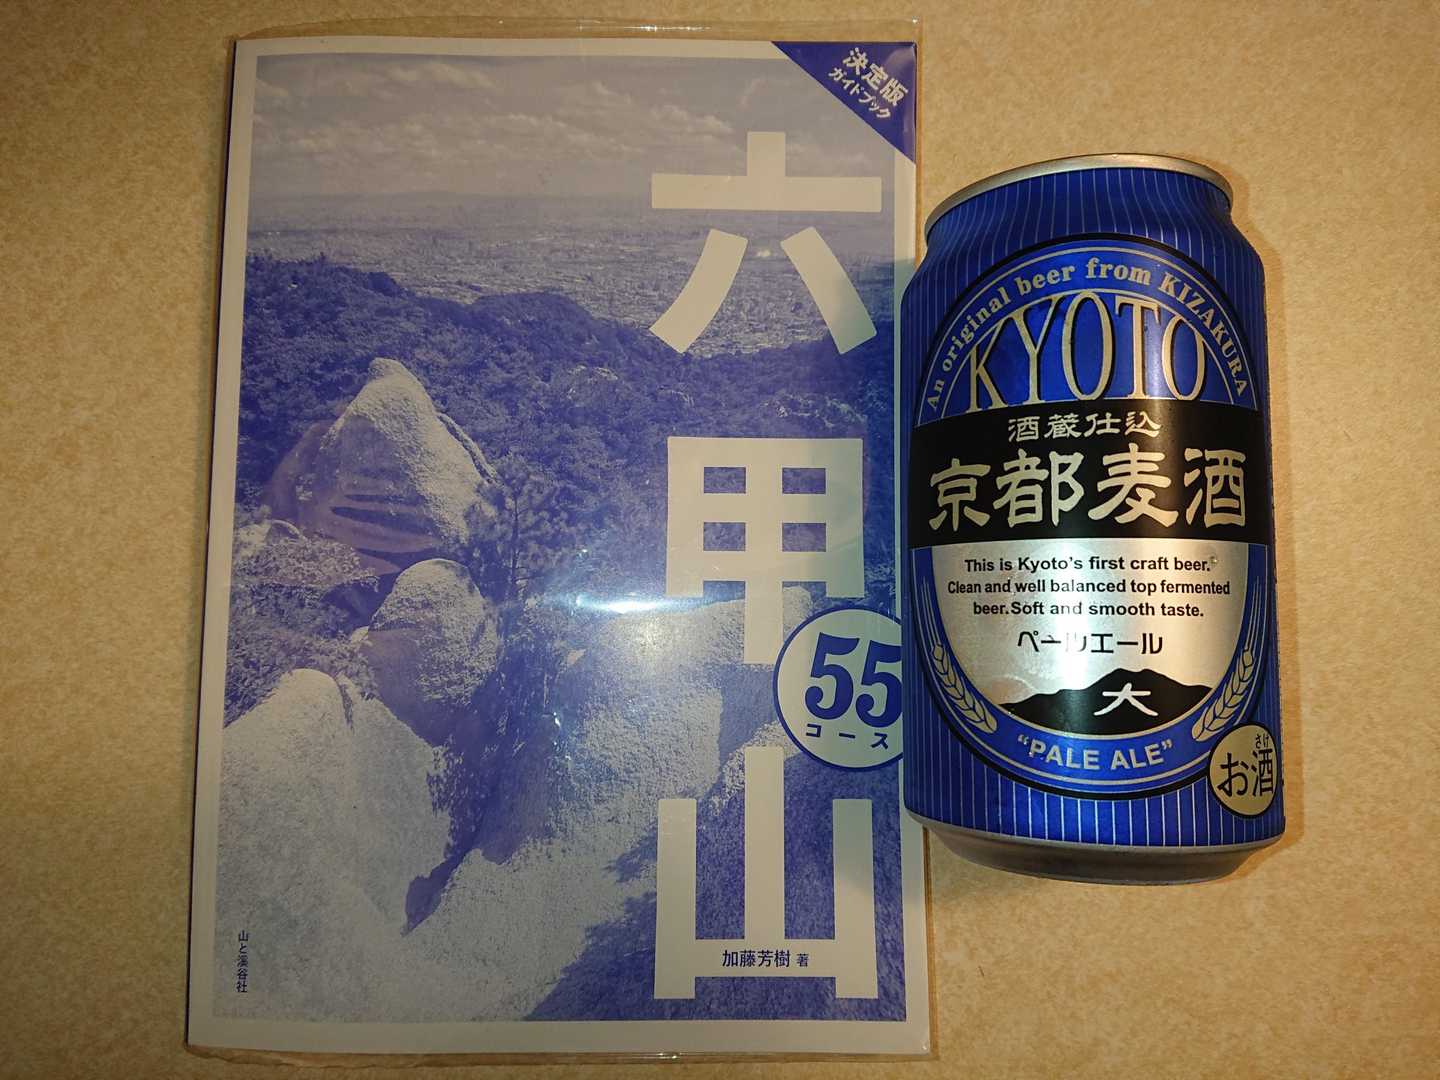 決定版
ガイドブック
六甲山
55
コース
加藤芳樹 著
山と溪谷社
An original beer from KIZAKURA
KYOTO
酒蔵仕込
京都麦酒
This is Kyoto's first craft beer.
Clean and well balanced top fermented
beer.Soft and smooth taste.
ペールエール
大
"PALE ALE"
さけ
お酒